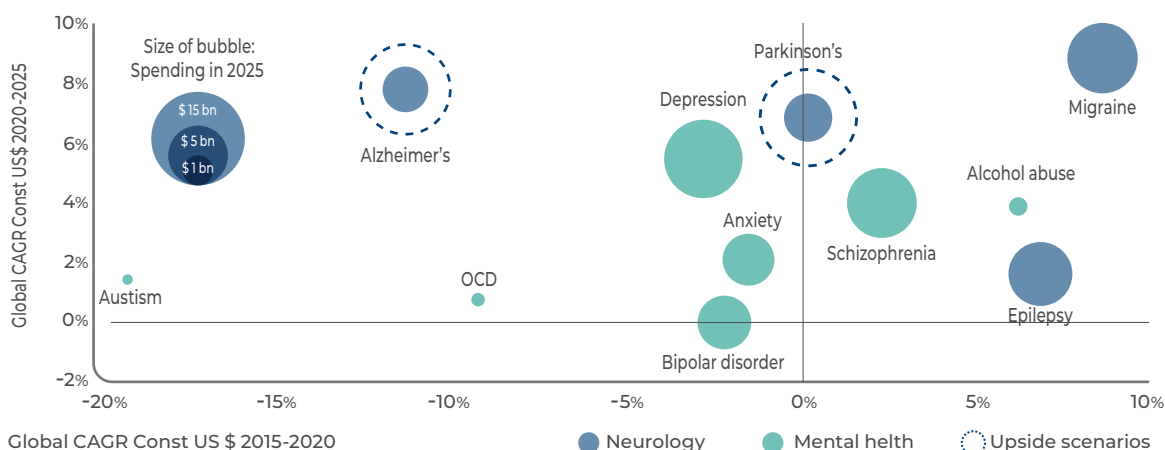 Global CAGR Const US$ 2020-2025
10%
8%
6%
4%
2%
0%
-2%
Size of bubble:
Spending in 2025
$ 15 bn
$ 5 bn
$ 1 bn
Alzheimer's
Parkinson's
Depression
Migraine
Alcohol abuse
Anxiety
Schizophrenia
OCD
Austism
Epilepsy
Bipolar disorder
-20%
-15%
-10%
-5%
0%
5%
10%
Global CAGR Const US $ 2015-2020
Neurology
Mental helth
Upside scenarios